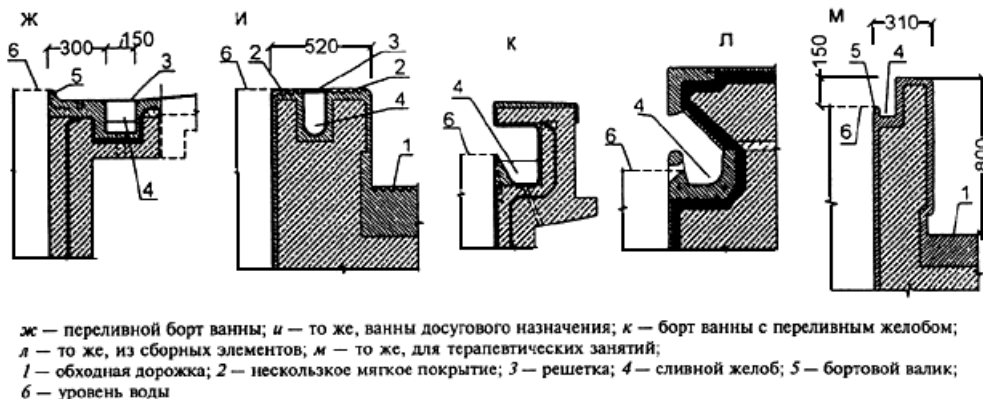 ж и к л м
300 150 520 310
150
800
6 5 3 4
6 2 3 2 4 1
4 6
4 6
5 4 6 1
ж — переливной борт ванны; и — то же, ванны досугового назначения; к — борт ванны с переливным желобом;
л — то же, из сборных элементов; м — то же, для терапевтических занятий;
1 — обходная дорожка; 2 — нескользкое мягкое покрытие; 3 — решетка; 4 — сливной желоб; 5 — бортовой валик;
6 — уровень воды